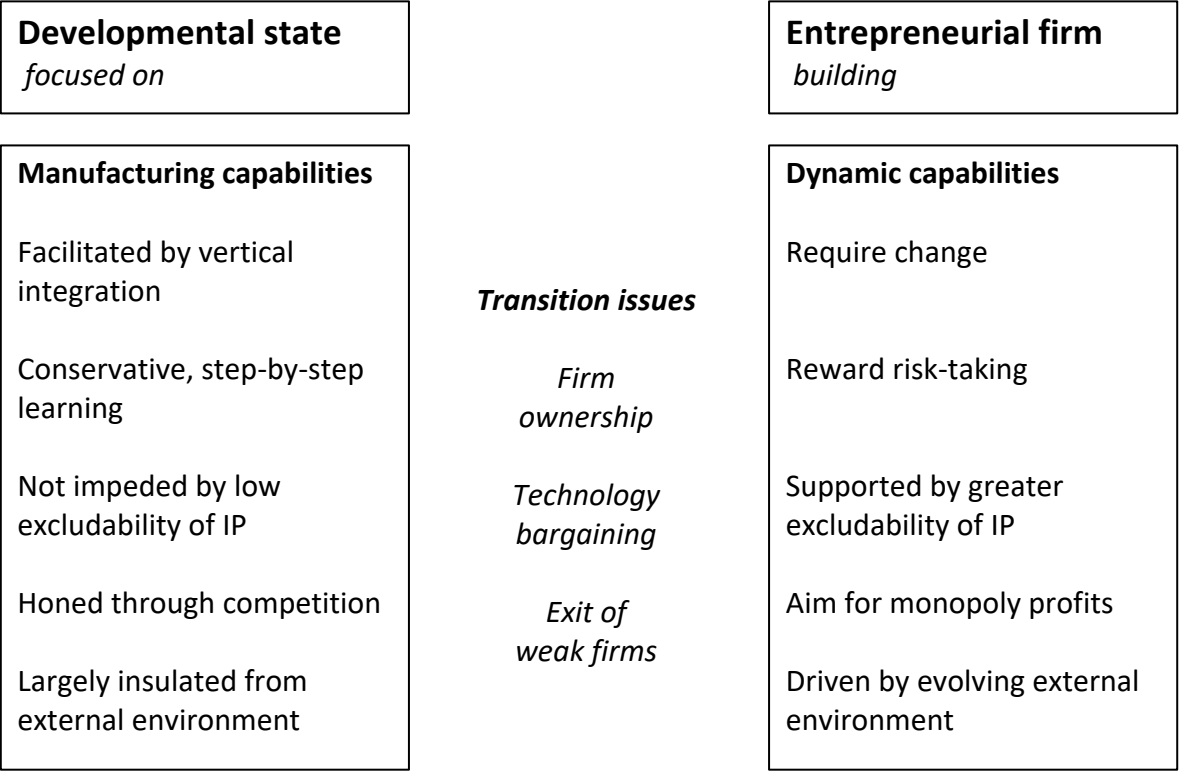 Developmental state
focused on
Manufacturing capabilities
Facilitated by vertical
integration
Conservative, step-by-step
learning
Not impeded by low
excludability of IP
Honed through competition
Largely insulated from
external environment
Transition issues
Firm
ownership
Technology
bargaining
Exit of
weak firms
Entrepreneurial firm
building
Dynamic capabilities
Require change
Reward risk-taking
Supported by greater
excludability of IP
Aim for monopoly profits
Driven by evolving external
environment